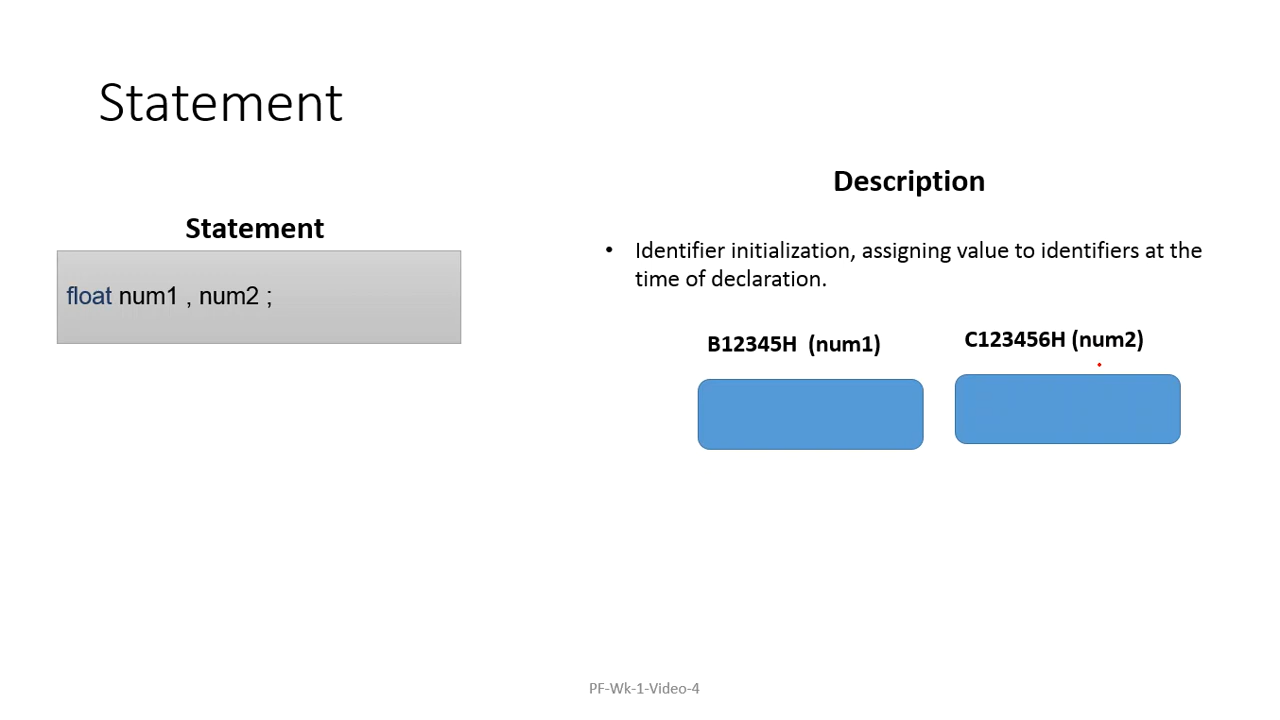 Statement
Statement
float num1 , num2 ;
Description
• Identifier initialization, assigning value to identifiers at the
time of declaration.
B12345H  (num1)
C123456H (num2)
PF-Wk-1-Video-4